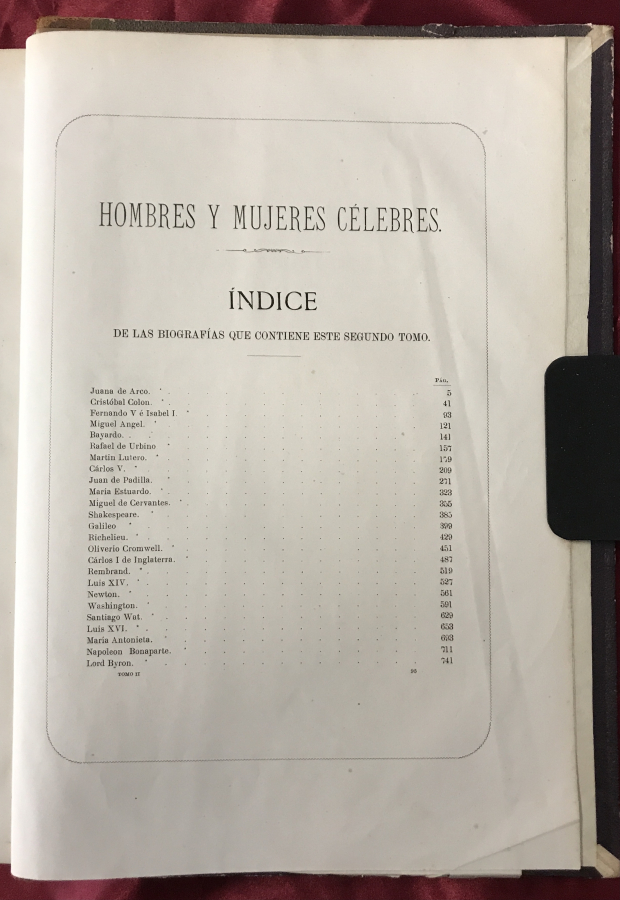 HOMBRES Y MUJERES CÉLEBRES.
ÍNDICE
DE LAS BIOGRAFÍAS QUE CONTIENE ESTE SEGUNDO TOMO.
PÁG.
Juana de Arco. 5
Cristóbal Colon. 41
Fernando V é Isabel I. 93
Miguel Angel. 121
Bayardo. 141
Rafael de Urbino 157
Martin Lutero. 179
Cárlos V. 209
Juan de Padilla. 271
María Estuardo. 323
Miguel de Cervantes. 355
Shakespeare. 385
Galileo 399
Richelieu. 429
Oliverio Cromwell. 451
Cárlos I de Inglaterra. 487
Rembrand. 519
Luis XIV. 527
Newton. 561
Washington. 591
Santiago Wat. 629
Luis XVI. 653
María Antonieta. 693
Napoleon Bonaparte. 711
Lord Byron. 741
TOMO II 96